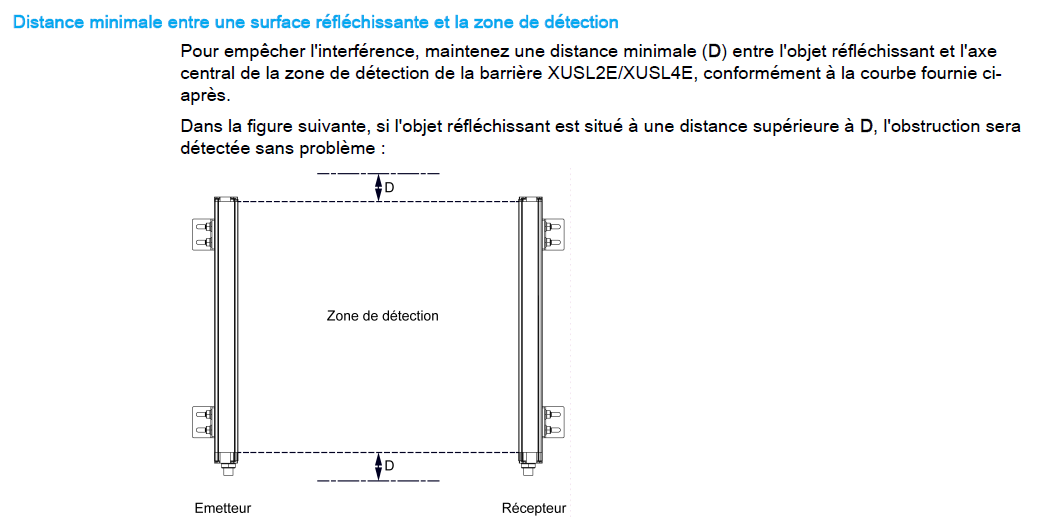 Distance minimale entre une surface réfléchissante et la zone de détection
Pour empêcher l'interférence, maintenez une distance minimale (D) entre l'objet réfléchissant et l'axe
central de la zone de détection de la barrière XUSL2E/XUSL4E, conformément à la courbe fournie ci-
après.
Dans la figure suivante, si l'objet réfléchissant est situé à une distance supérieure à D, l'obstruction sera
détectée sans problème :
D
Zone de détection
D
Emetteur
Récepteur